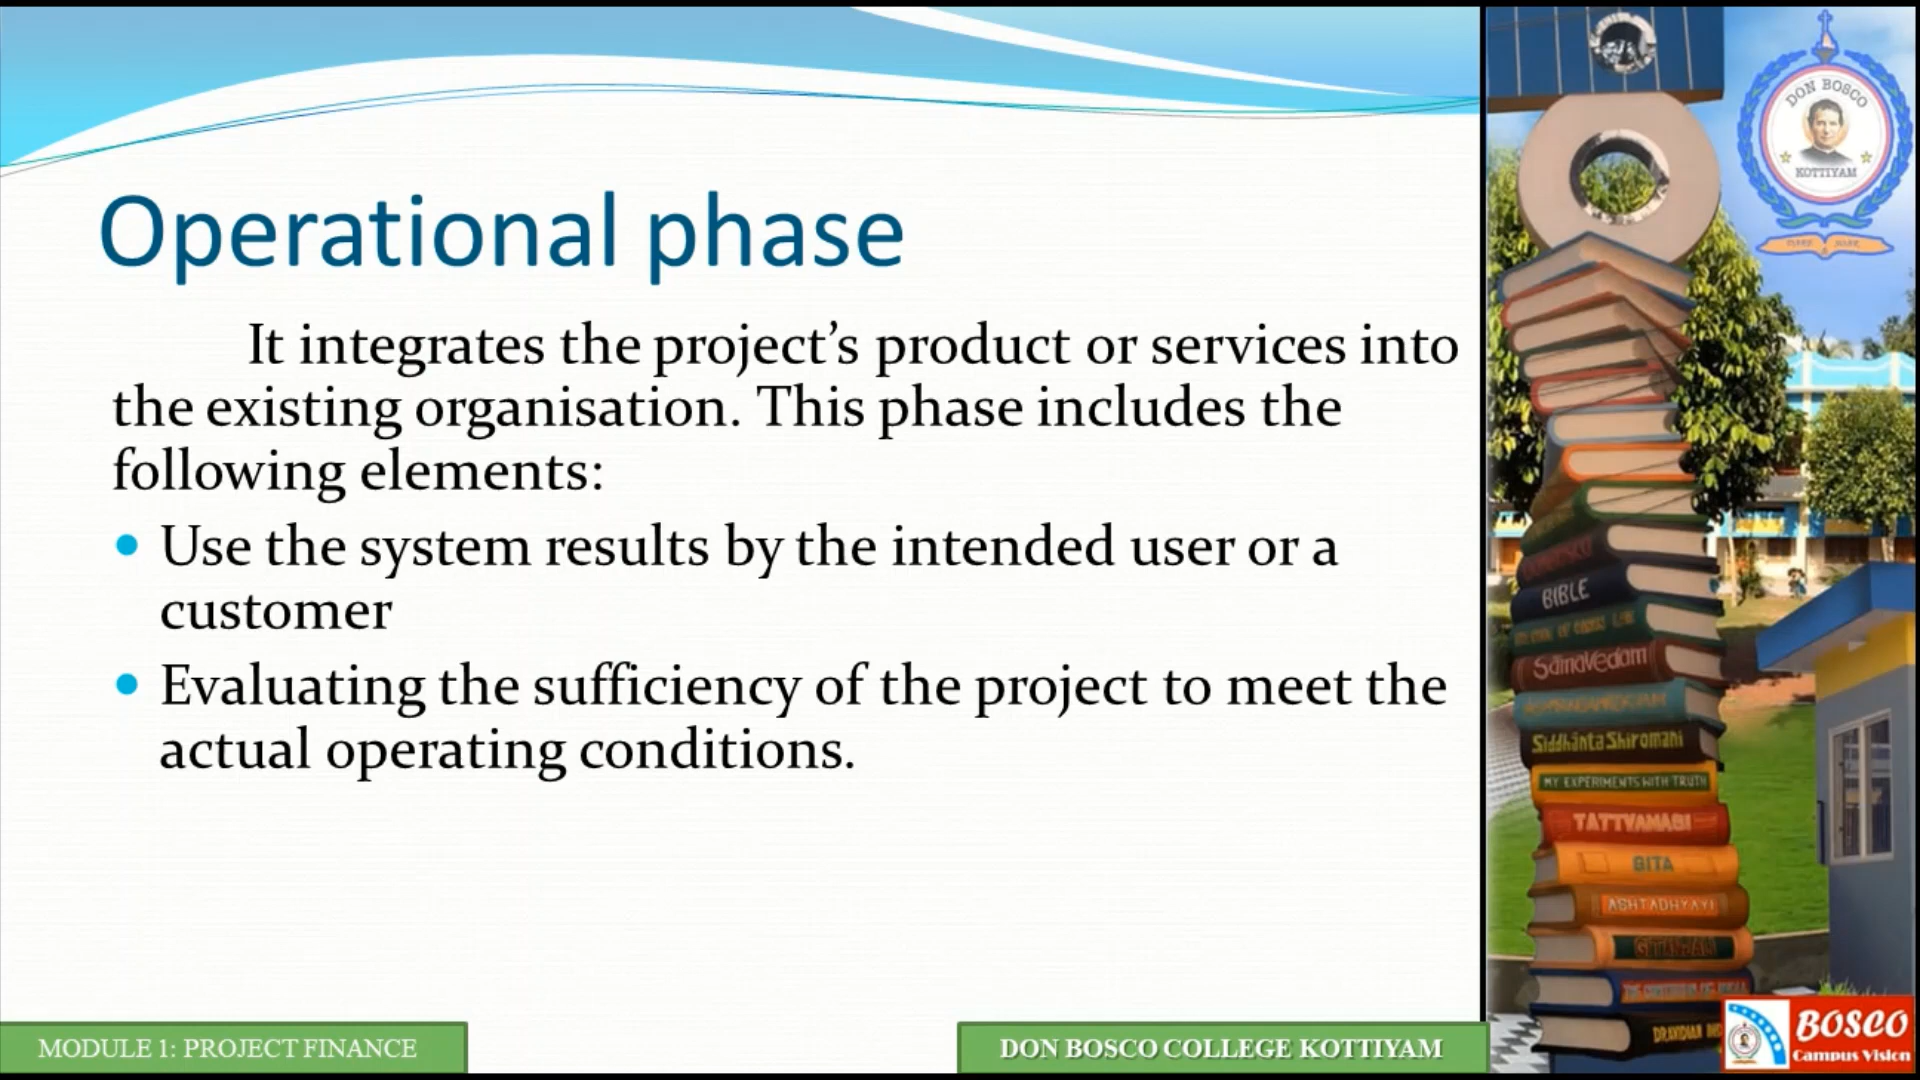 Operational phase
It integrates the project’s product or services into
the existing organisation. This phase includes the
following elements:
• Use the system results by the intended user or a
customer
• Evaluating the sufficiency of the project to meet the
actual operating conditions.
MODULE 1: PROJECT FINANCE
DON BOSCO COLLEGE KOTTIYAM
DON BOSCO
KOTTIYAM
BIBLE
SamaVedam
Siddhānta Shiromani
MY EXPERIMENTS WITH TRUTH
TATTVAMASI
GITA
ASHTADHYAYI
GITANJALI
BOSCO
Campus Vision